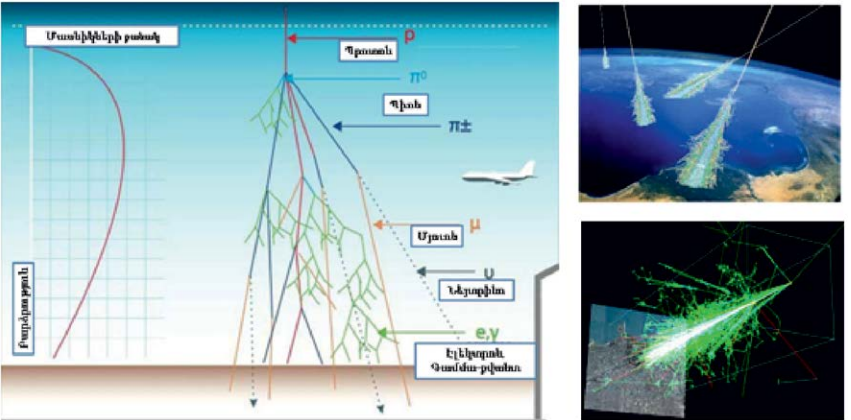 Մասնիկների քանակ
p
Պրոտոն
π⁰
Պիոն
π±
μ
Մյուոն
υ
Նեյտրինո
e,γ
Էլեկտրոն
Գամմա-քվանտ
Բարձրություն